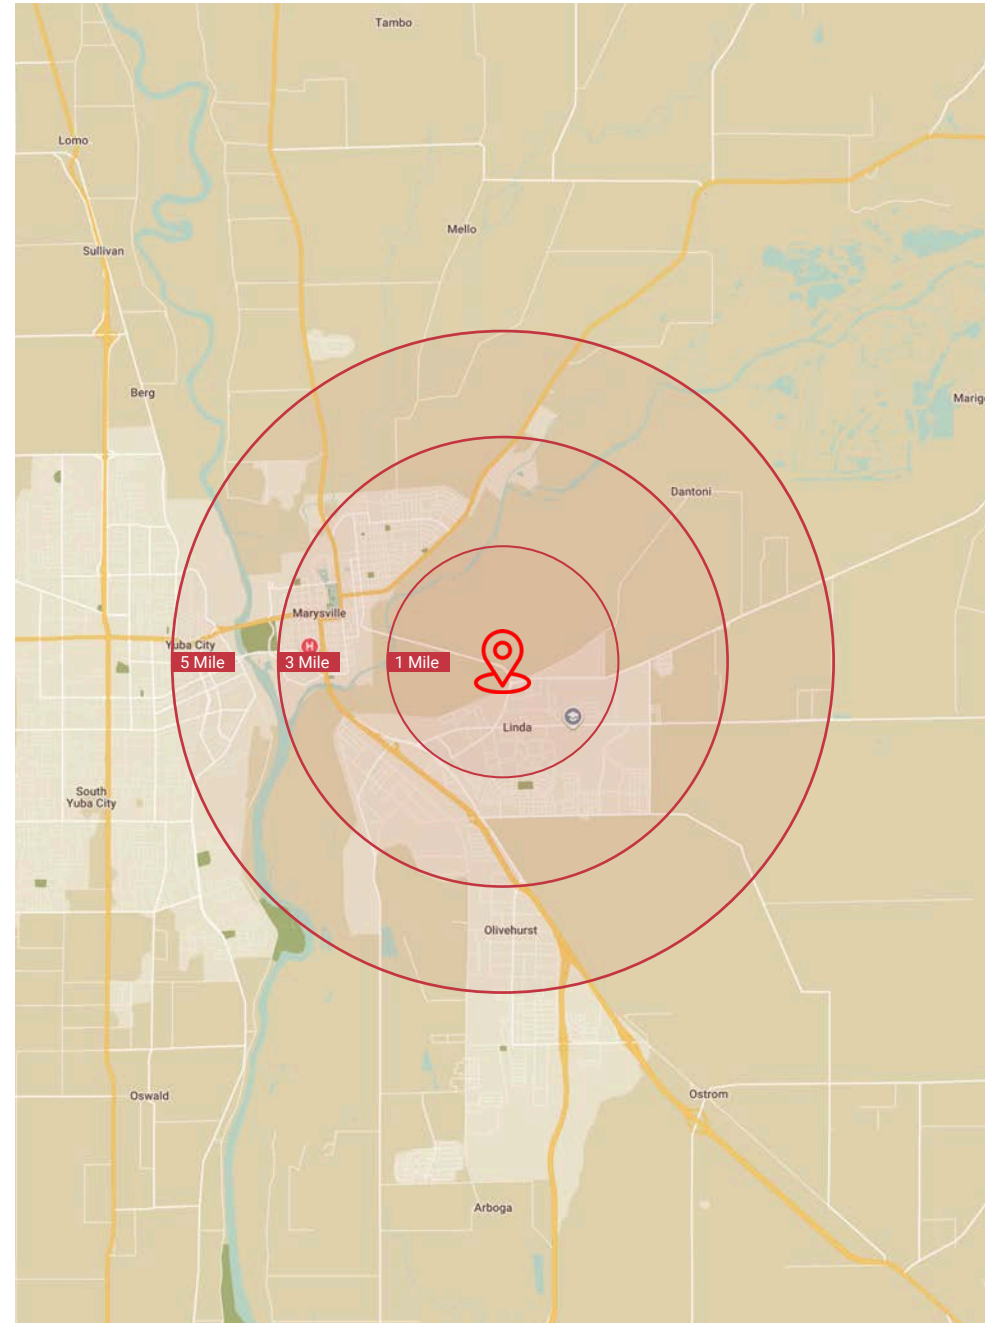 Tambo
Lomo
Mello
Sullivan
Berg
Marig
Dantoni
Marysville
H
Yuba City
5 Mile
3 Mile
1 Mile
Linda
South
Yuba City
Olivehurst
Oswald
Ostrom
Arboga